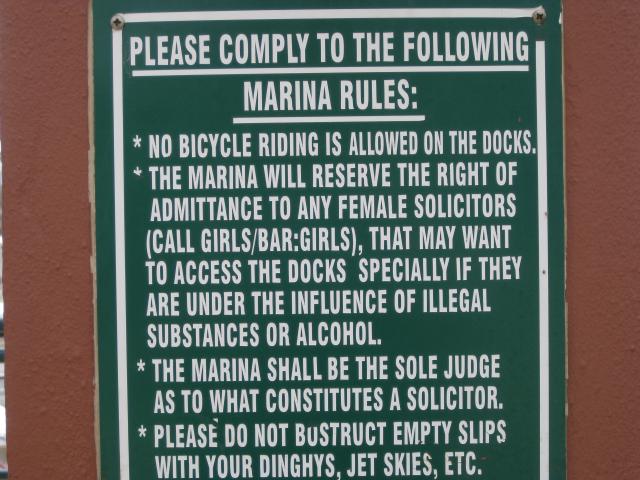 PLEASE COMPLY TO THE FOLLOWING
MARINA RULES:
* NO BICYCLE RIDING IS ALLOWED ON THE DOCKS.
* THE MARINA WILL RESERVE THE RIGHT OF
ADMITTANCE TO ANY FEMALE SOLICITORS
(CALL GIRLS/BAR:GIRLS), THAT MAY WANT
TO ACCESS THE DOCKS SPECIALLY IF THEY
ARE UNDER THE INFLUENCE OF ILLEGAL
SUBSTANCES OR ALCOHOL.
* THE MARINA SHALL BE THE SOLE JUDGE
AS TO WHAT CONSTITUTES A SOLICITOR.
* PLEASE DO NOT BUSTRUCT EMPTY SLIPS
WITH YOUR DINGHYS, JET SKIES, ETC.